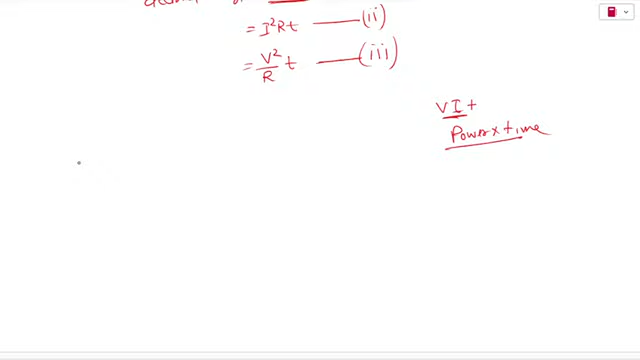 = I²Rt —— (ii)
= V²/R t —— (iii)
VIt
Power × time